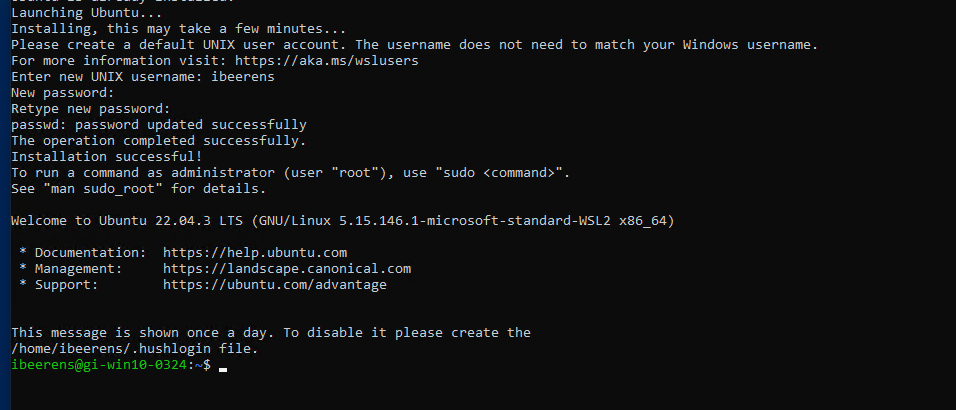 Launching Ubuntu...
Installing, this may take a few minutes...
Please create a default UNIX user account. The username does not need to match your Windows username.
For more information visit: https://aka.ms/wslusers
Enter new UNIX username: ibeerens
New password:
Retype new password:
passwd: password updated successfully
The operation completed successfully.
Installation successful!
To run a command as administrator (user "root"), use "sudo <command>".
See "man sudo_root" for details.
Welcome to Ubuntu 22.04.3 LTS (GNU/Linux 5.15.146.1-microsoft-standard-WSL2 x86_64)
* Documentation:  https://help.ubuntu.com
* Management:     https://landscape.canonical.com
* Support:        https://ubuntu.com/advantage
This message is shown once a day. To disable it please create the
/home/ibeerens/.hushlogin file.
ibeerens@gi-win10-0324:~$